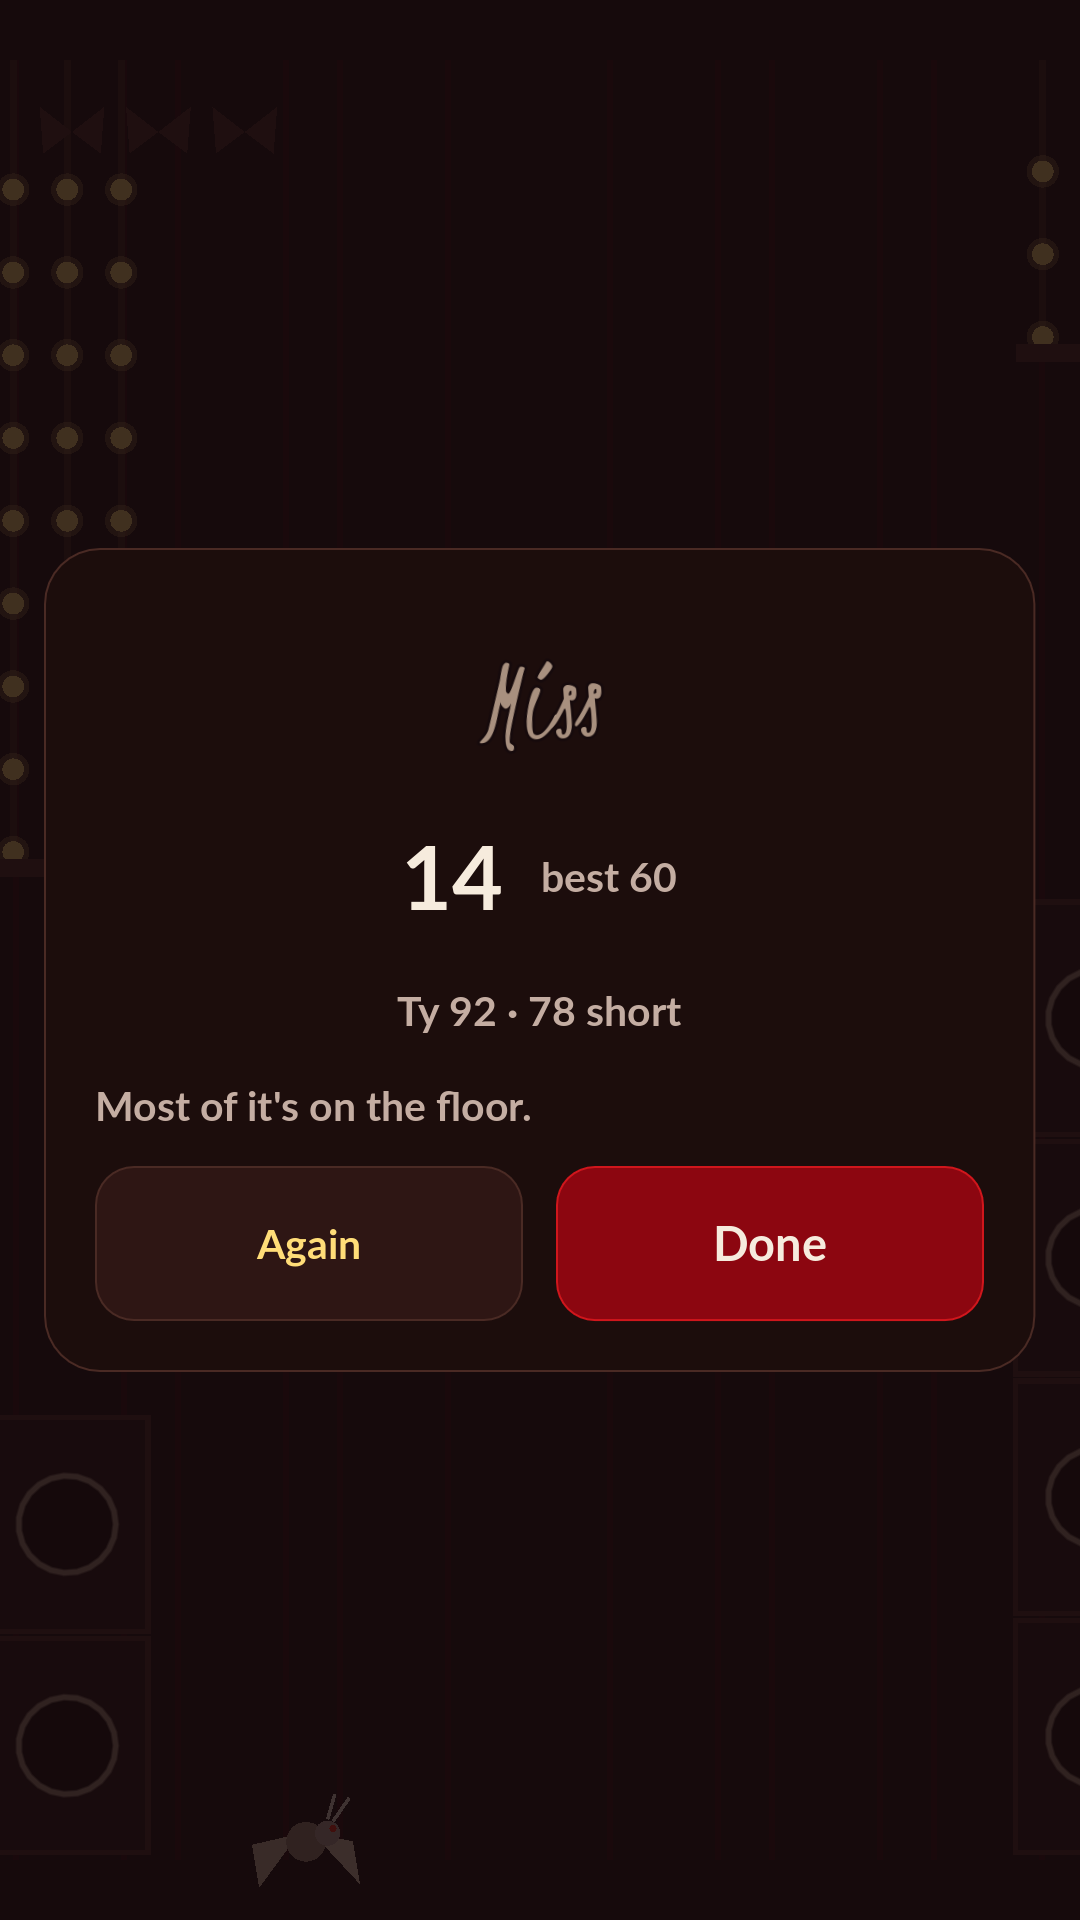 Miss
14 best 60
Ty 92 · 78 short
Most of it's on the floor.
Again Done